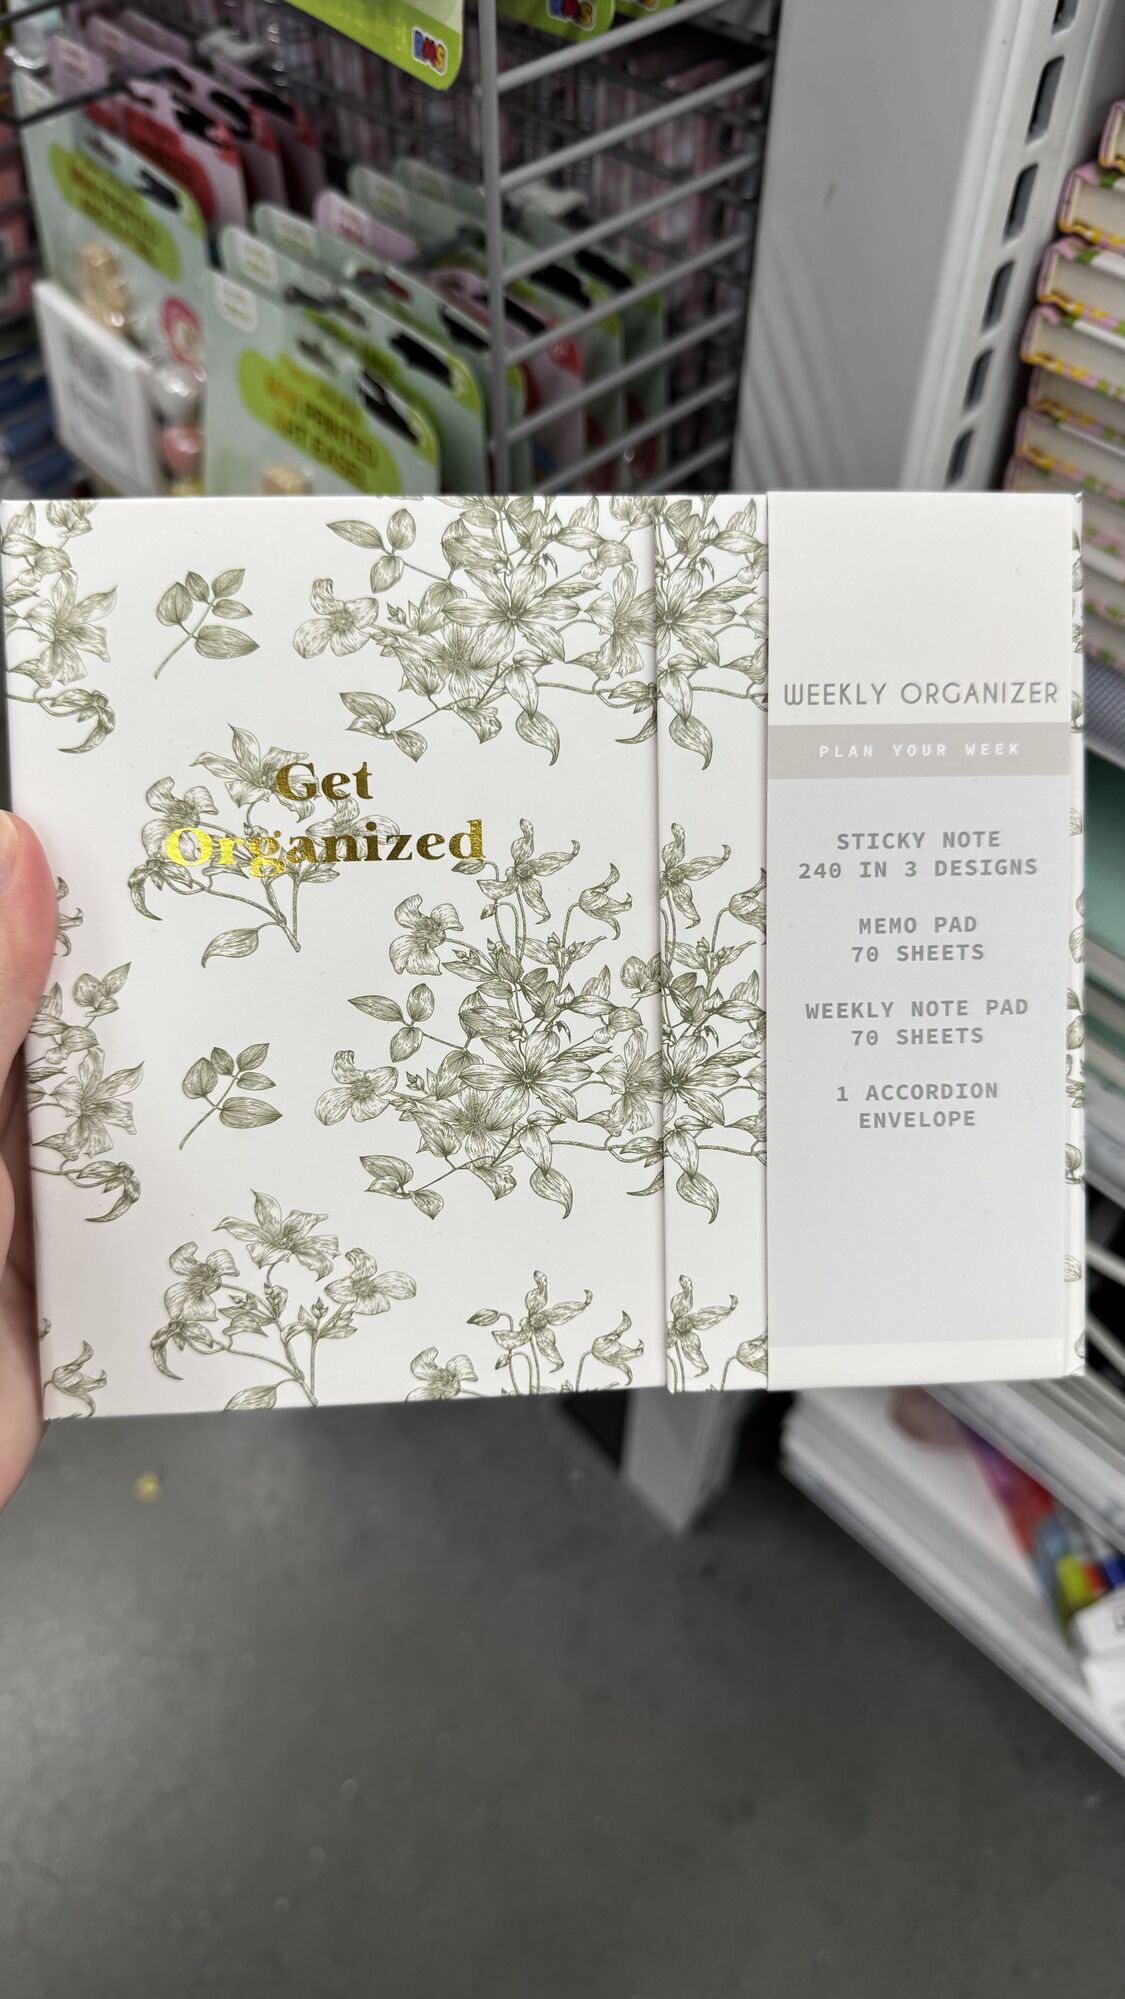 RMS
Get
Organized
WEEKLY ORGANIZER
PLAN YOUR WEEK
STICKY NOTE
240 IN 3 DESIGNS
MEMO PAD
70 SHEETS
WEEKLY NOTE PAD
70 SHEETS
1 ACCORDION
ENVELOPE